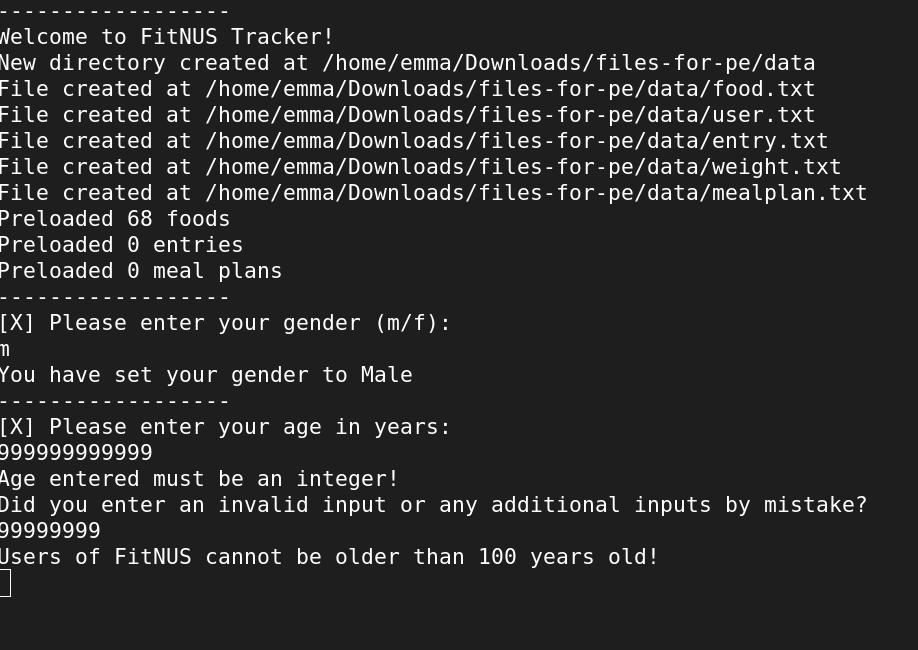 ------------------
Welcome to FitNUS Tracker!
New directory created at /home/emma/Downloads/files-for-pe/data
File created at /home/emma/Downloads/files-for-pe/data/food.txt
File created at /home/emma/Downloads/files-for-pe/data/user.txt
File created at /home/emma/Downloads/files-for-pe/data/entry.txt
File created at /home/emma/Downloads/files-for-pe/data/weight.txt
File created at /home/emma/Downloads/files-for-pe/data/mealplan.txt
Preloaded 68 foods
Preloaded 0 entries
Preloaded 0 meal plans
------------------
[X] Please enter your gender (m/f):
m
You have set your gender to Male
------------------
[X] Please enter your age in years:
999999999999
Age entered must be an integer!
Did you enter an invalid input or any additional inputs by mistake?
99999999
Users of FitNUS cannot be older than 100 years old!